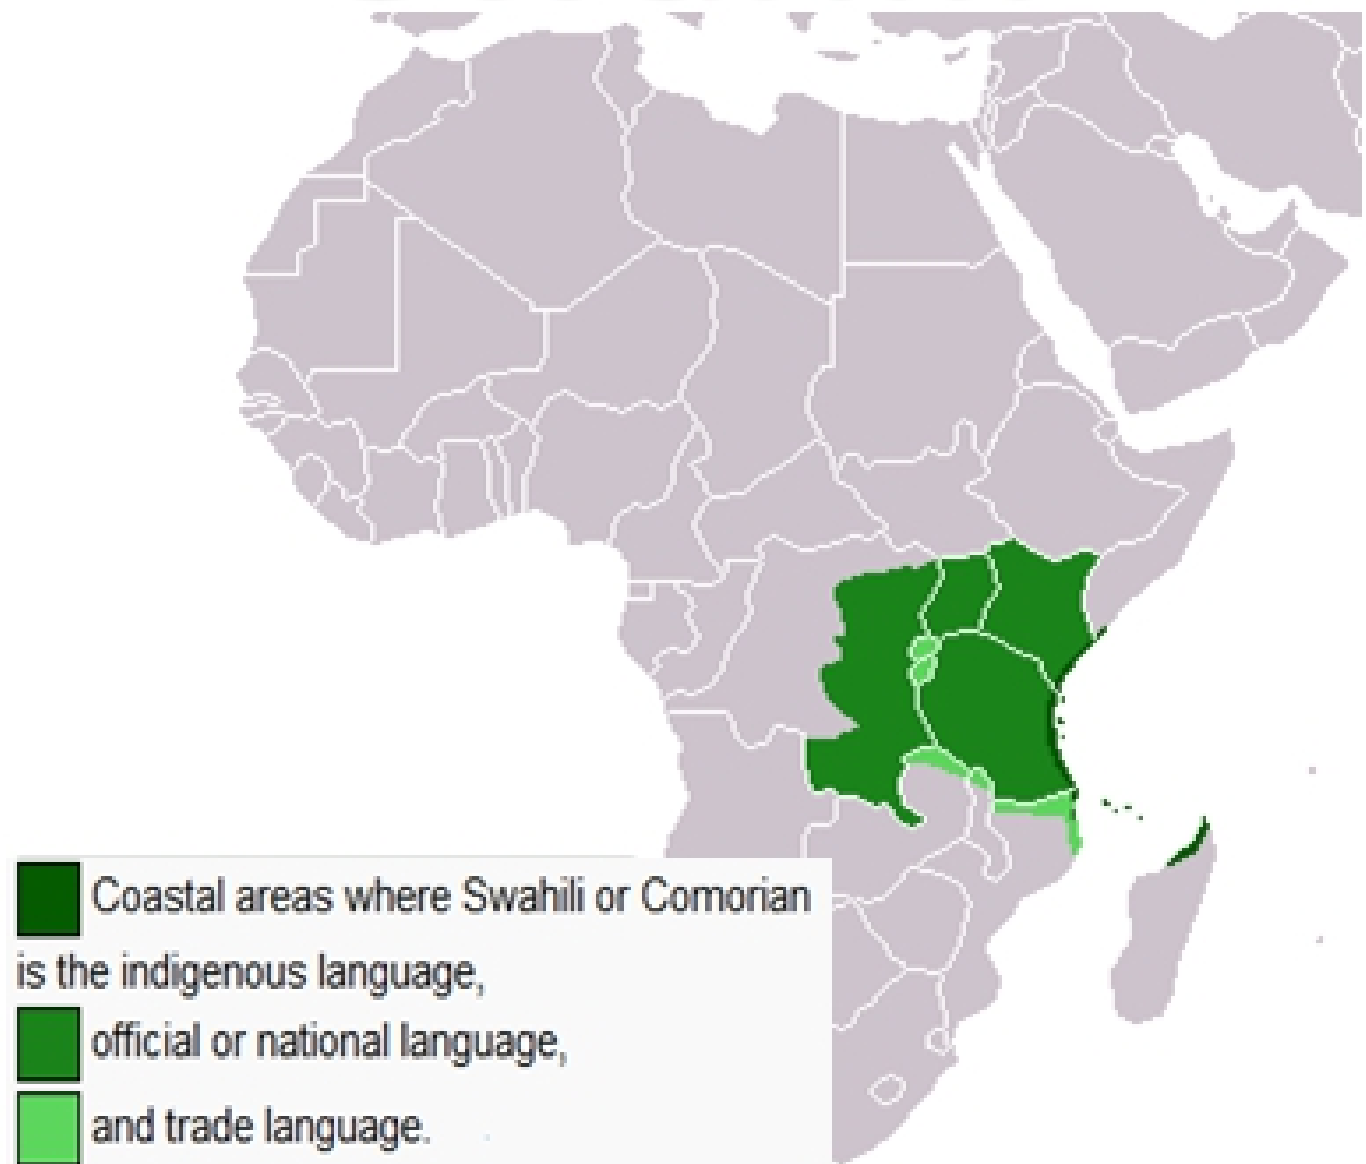 Coastal areas where Swahili or Comorian
is the indigenous language,
official or national language,
and trade language.